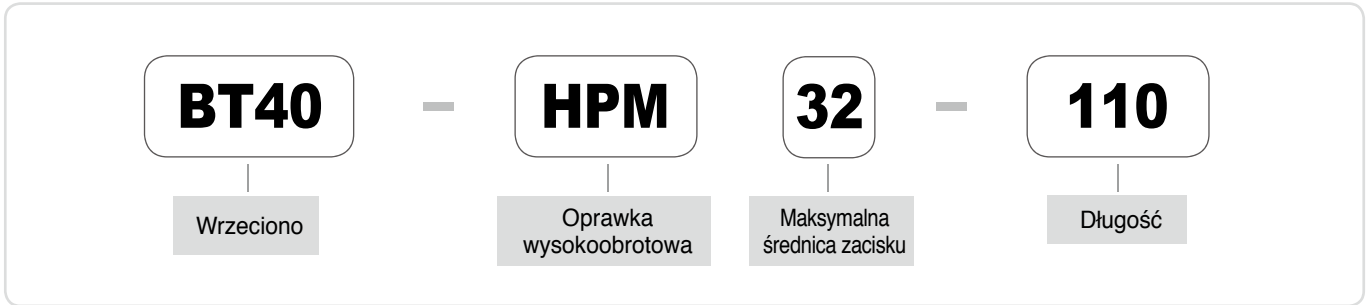 BT40 - HPM 32 - 110
Wrzeciono
Oprawka
wysokoobrotowa
Maksymalna
średnica zacisku
Długość